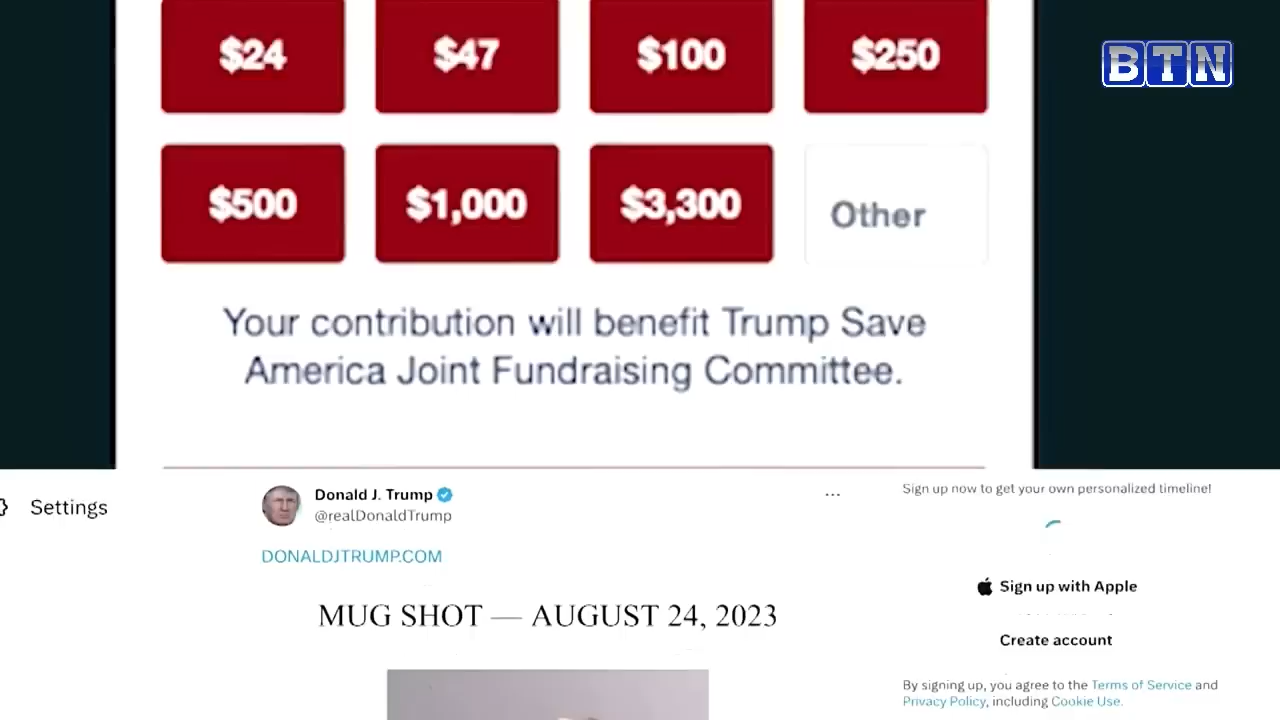 $24 $47 $100 $250
BTN
$500 $1,000 $3,300 Other
Your contribution will benefit Trump Save
America Joint Fundraising Committee.
Settings
Donald J. Trump
@realDonaldTrump
DONALDJTRUMP.COM
MUG SHOT — AUGUST 24, 2023
Sign up now to get your own personalized timeline!
Sign up with Apple
Create account
By signing up, you agree to the Terms of Service and
Privacy Policy, including Cookie Use.